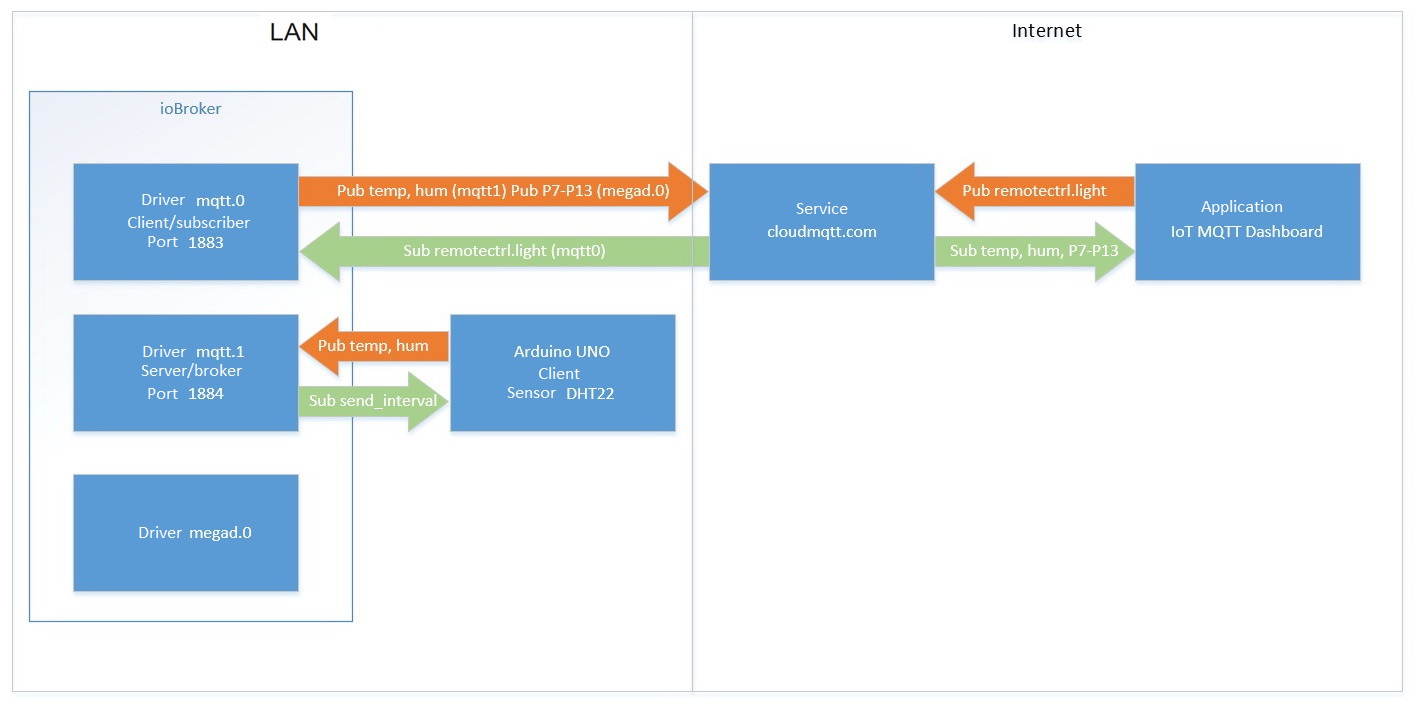 LAN
Internet
ioBroker
Driver mqtt.0
Client/subscriber
Port 1883
Pub temp, hum (mqtt1) Pub P7-P13 (megad.0)
Sub remotectrl.light (mqtt0)
Service
cloudmqtt.com
Pub remotectrl.light
Sub temp, hum, P7-P13
Application
IoT MQTT Dashboard
Driver mqtt.1
Server/broker
Port 1884
Pub temp, hum
Sub send_interval
Arduino UNO
Client
Sensor DHT22
Driver megad.0